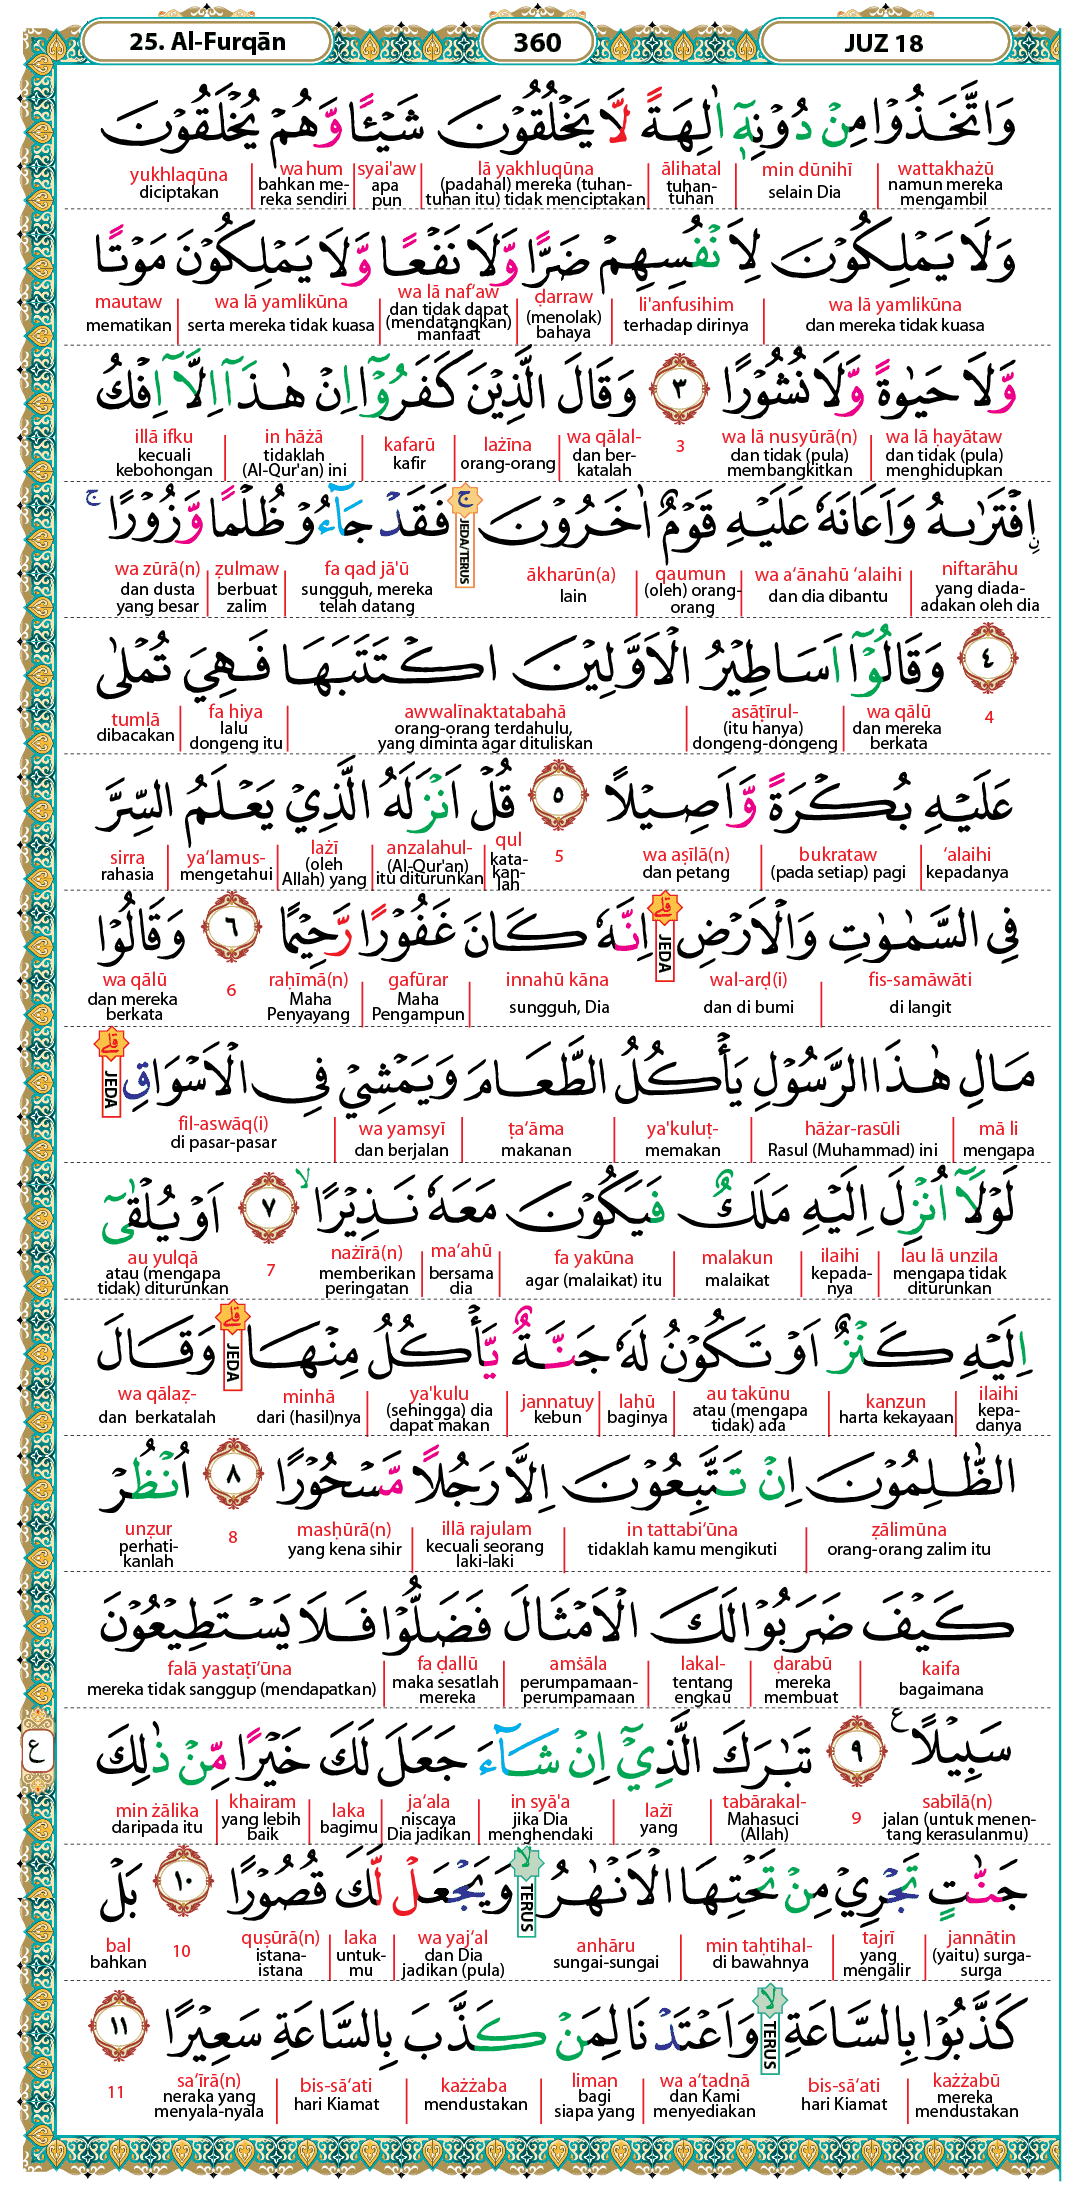 25. Al-Furqān 360 JUZ 18
وَاتَّخَذُوْا مِنْ دُوْنِهٖٓ اٰلِهَةً لَّا يَخْلُقُوْنَ شَيْـًٔا وَّهُمْ يُخْلَقُوْنَ
wattakhażū min dūnihī ālihatal lā yakhluqūna syai'aw wa hum yukhlaqūna
namun mereka mengambil selain Dia tuhan-tuhan (padahal) mereka (tuhan-tuhan itu) tidak menciptakan apa pun bahkan mereka sendiri diciptakan
وَلَا يَمْلِكُوْنَ لِاَنْفُسِهِمْ ضَرًّا وَّلَا نَفْعًا وَّلَا يَمْلِكُوْنَ مَوْتًا
wa lā yamlikūna li'anfusihim ḍarraw wa lā naf‘aw wa lā yamlikūna mautaw
dan mereka tidak kuasa terhadap dirinya (menolak) bahaya dan tidak dapat (mendatangkan) manfaat serta mereka tidak kuasa mematikan
وَّلَا حَيٰوةً وَّلَا نُشُوْرًا ٣ وَقَالَ الَّذِيْنَ كَفَرُوْٓا اِنْ هٰذَآ اِلَّآ اِفْكُ
wa lā ḥayātaw wa lā nusyūrā(n) 3 wa qālal- lażīna kafarū in hāżā illā ifku
dan tidak (pula) menghidupkan dan tidak (pula) membangkitkan dan berkatalah orang-orang kafir tidaklah (Al-Qur'an) ini kecuali kebohongan
ࣙافْتَرٰىهُ وَاَعَانَهٗ عَلَيْهِ قَوْمٌ اٰخَرُوْنَ ۚ JEDA/TERUS فَقَدْ جَاۤءُوْ ظُلْمًا وَّزُوْرًا ۚ
niftarāhu wa a‘ānahū ‘alaihi qaumun ākharūn(a) fa qad jā'ū ẓulmaw wa zūrā(n)
yang diada-adakan oleh dia dan dia dibantu (oleh) orang-orang lain sungguh, mereka telah datang berbuat zalim dan dusta yang besar
٤ وَقَالُوْٓا اَسَاطِيْرُ الْاَوَّلِيْنَ اكْتَتَبَهَا فَهِيَ تُمْلٰى
4 wa qālū asāṭīrul- awwalīnaktatabahā fa hiya tumlā
dan mereka berkata (itu hanya) dongeng-dongeng orang-orang terdahulu, yang diminta agar dituliskan lalu dongeng itu dibacakan
عَلَيْهِ بُكْرَةً وَّاَصِيْلًا ٥ قُلْ اَنْزَلَهُ الَّذِيْ يَعْلَمُ السِّرَّ
‘alaihi bukrataw wa aṣīlā(n) 5 qul anzalahul- lażī ya‘lamus- sirra
kepadanya (pada setiap) pagi dan petang kata-kan-lah (Al-Qur'an) itu diturunkan (oleh Allah) yang mengetahui rahasia
فِى السَّمٰوٰتِ وَالْاَرْضِ ۗ JEDA اِنَّهٗ كَانَ غَفُوْرًا رَّحِيْمًا ٦ وَقَالُوْا
fis-samāwāti wal-arḍ(i) innahū kāna gafūrar raḥīmā(n) 6 wa qālū
di langit dan di bumi sungguh, Dia Maha Pengampun Maha Penyayang dan mereka berkata
مَالِ هٰذَا الرَّسُوْلِ يَأْكُلُ الطَّعَامَ وَيَمْشِيْ فِى الْاَسْوَاقِ ۗ JEDA
mā li hāżar-rasūli ya'kuluṭ- ṭa‘āma wa yamsyī fil-aswāq(i)
mengapa Rasul (Muhammad) ini memakan makanan dan berjalan di pasar-pasar
لَوْلَآ اُنْزِلَ اِلَيْهِ مَلَكٌ فَيَكُوْنَ مَعَهٗ نَذِيْرًا ۙ ٧ اَوْ يُلْقٰىٓ
lau lā unzila ilaihi malakun fa yakūna ma‘ahū nażīrā(n) 7 au yulqā
mengapa tidak diturunkan kepada-nya malaikat agar (malaikat) itu bersama dia memberikan peringatan atau (mengapa tidak) diturunkan
اِلَيْهِ كَنْزٌ اَوْ تَكُوْنُ لَهٗ جَنَّةٌ يَّأْكُلُ مِنْهَا ۗ JEDA وَقَالَ
ilaihi kanzun au takūnu lahū jannatuy ya'kulu minhā wa qālaẓ-
kepa-danya harta kekayaan atau (mengapa tidak) ada baginya kebun (sehingga) dia dapat makan dari (hasil)nya dan berkatalah
الظّٰلِمُوْنَ اِنْ تَتَّبِعُوْنَ اِلَّا رَجُلًا مَّسْحُوْرًا ٨ اُنْظُرْ
ẓālimūna in tattabi‘ūna illā rajulam masḥūrā(n) 8 unẓur
orang-orang zalim itu tidaklah kamu mengikuti kecuali seorang laki-laki yang kena sihir perhati-kanlah
كَيْفَ ضَرَبُوْا لَكَ الْاَمْثَالَ فَضَلُّوْا فَلَا يَسْتَطِيْعُوْنَ
kaifa ḍarabū lakal- amṡāla fa ḍallū falā yastaṭī‘ūna
bagaimana mereka membuat tentang engkau perumpamaan-perumpamaan maka sesatlah mereka mereka tidak sanggup (mendapatkan)
سَبِيْلًا ࣖ ٩ تَبٰرَكَ الَّذِيْٓ اِنْ شَاۤءَ جَعَلَ لَكَ خَيْرًا مِّنْ ذٰلِكَ ع
sabīlā(n) 9 tabārakal- lażī in syā'a ja‘ala laka khairam min żālika
jalan (untuk menen-tang kerasulanmu) Mahasuci (Allah) yang jika Dia menghendaki niscaya Dia jadikan bagimu yang lebih baik daripada itu
جَنّٰتٍ تَجْرِيْ مِنْ تَحْتِهَا الْاَنْهٰرُ ۙ TERUS وَيَجْعَلْ لَّكَ قُصُوْرًا ١٠ بَلْ
jannātin tajrī min taḥtihal- anhāru wa yaj‘al laka quṣūrā(n) 10 bal
(yaitu) surga-surga yang mengalir di bawahnya sungai-sungai dan Dia jadikan (pula) untuk-mu istana-istana bahkan
كَذَّبُوْا بِالسَّاعَةِ ۙ TERUS وَاَعْتَدْنَا لِمَنْ كَذَّبَ بِالسَّاعَةِ سَعِيْرًا ١١
każżabū bis-sā‘ati wa a‘tadnā liman każżaba bis-sā‘ati sa‘īrā(n) 11
mereka mendustakan hari Kiamat dan Kami menyediakan bagi siapa yang mendustakan hari Kiamat neraka yang menyala-nyala